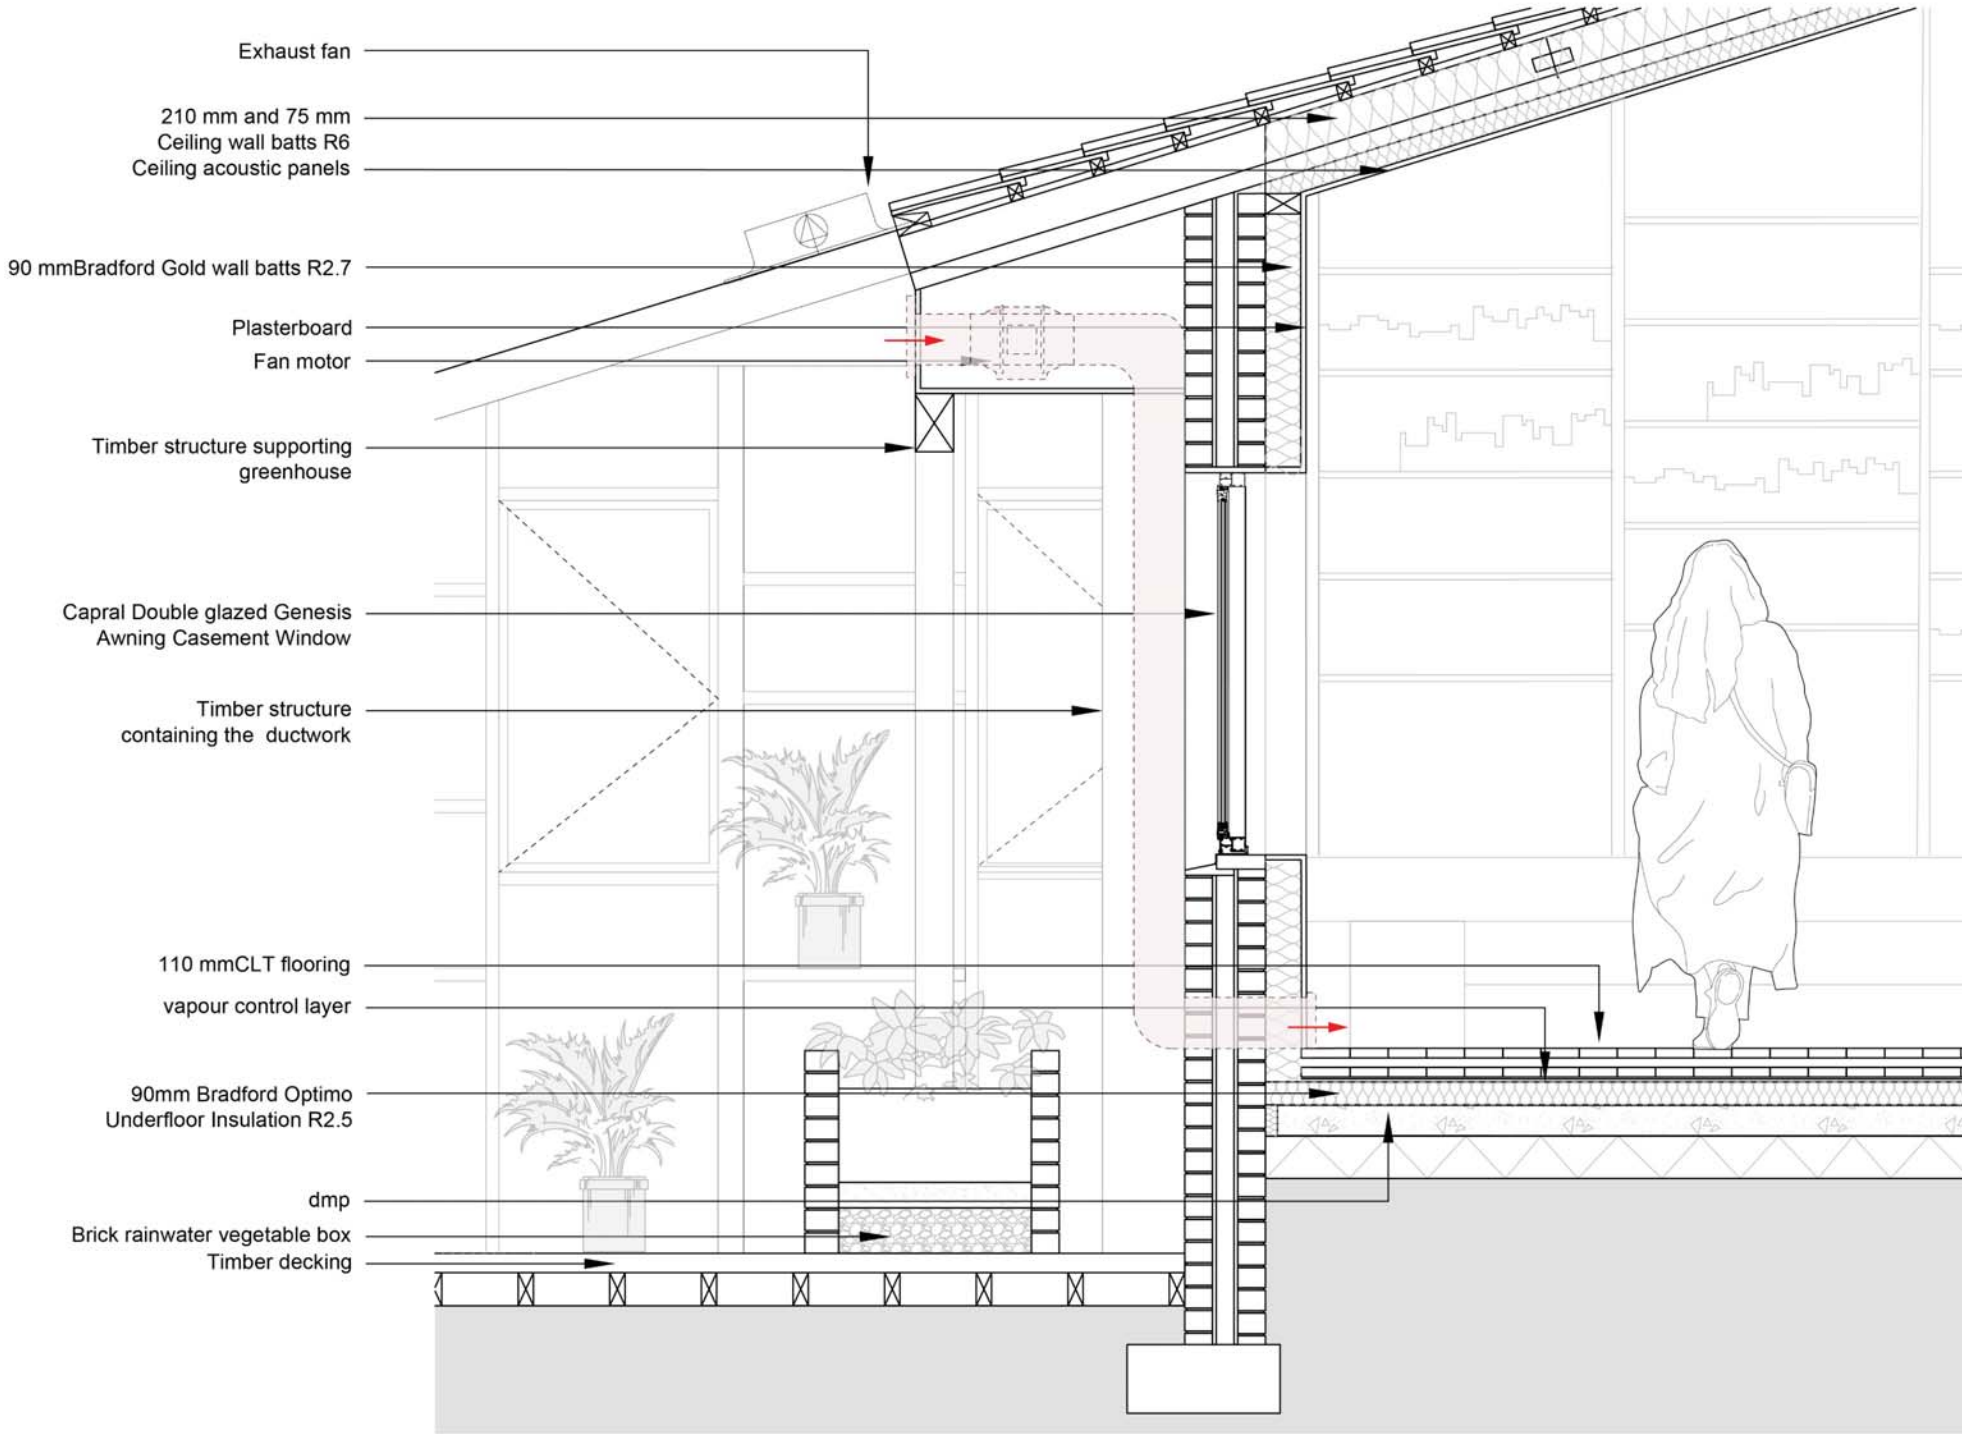 Exhaust fan
210 mm and 75 mm
Ceiling wall batts R6
Ceiling acoustic panels
90 mmBradford Gold wall batts R2.7
Plasterboard
Fan motor
Timber structure supporting
greenhouse
Capral Double glazed Genesis
Awning Casement Window
Timber structure
containing the ductwork
110 mmCLT flooring
vapour control layer
90mm Bradford Optimo
Underfloor Insulation R2.5
dmp
Brick rainwater vegetable box
Timber decking